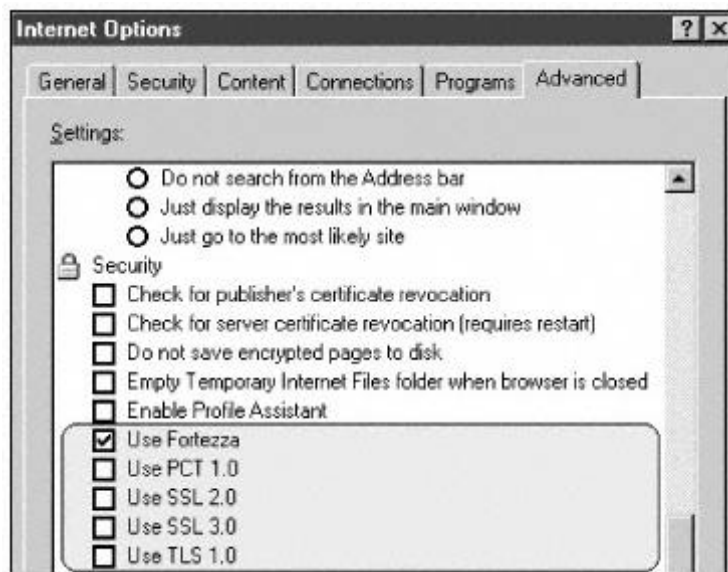 Internet Options
General Security Content Connections Programs Advanced
Settings:
Do not search from the Address bar
Just display the results in the main window
Just go to the most likely site
Security
Check for publisher's certificate revocation
Check for server certificate revocation (requires restart)
Do not save encrypted pages to disk
Empty Temporary Internet Files folder when browser is closed
Enable Profile Assistant
Use Fortezza
Use PCT 1.0
Use SSL 2.0
Use SSL 3.0
Use TLS 1.0